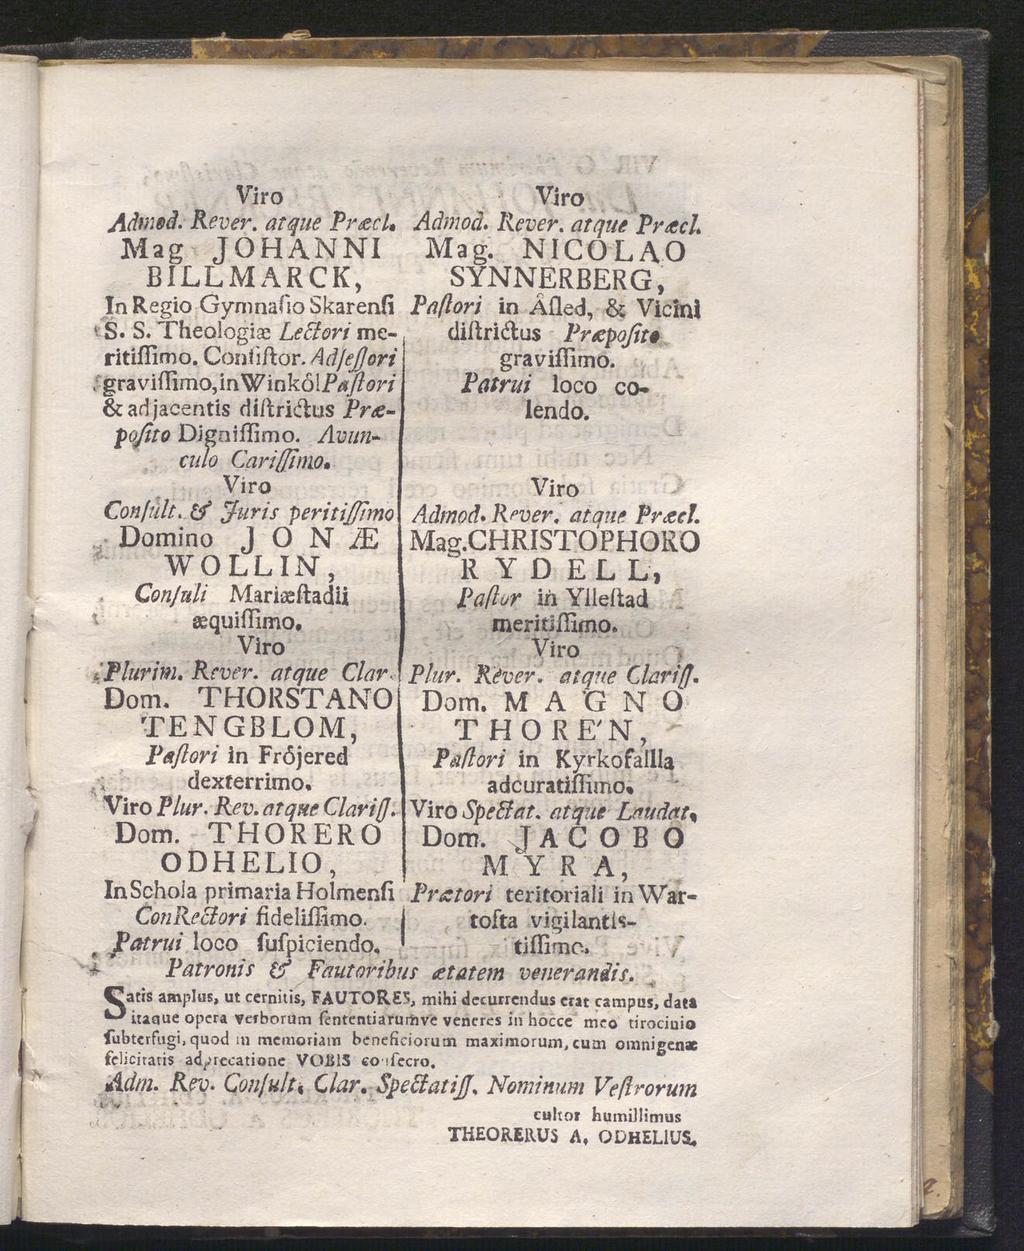 Viro
Admod. Rever. atque Præcl.
Mag JOHANNI
BILLMARCK,
In Regio Gymnaſio Skarenſi
S. S. Theologiæ Lectori me-
ritiſſimo. Conſiſtor. Adſeſſori
graviſſimo, in Winköl Paſtori
& adjacentis diſtrictus Præ-
poſito Digniſſimo. Avun-
culo Cariſſimo.
Viro
Conſult. & Juris peritiſſimo
Domino JONÆ
WOLLIN,
Conſuli Mariæſtadii
æquiſſimo.
Viro
Plurim. Rever. atque Clar.
Dom. THORSTANO
TENGBLOM,
Paſtori in Fröjered
dexterrimo.
Viro Plur. Rev. atque Clariſſ.
Dom. THORERO
ODHELIO,
In Schola primaria Holmenſi
ConRectori fideliſſimo.
Patrui loco ſuſpiciendo.
Viro
Admod. Rever. atque Præcl.
Mag. NICOLAO
SYNNERBERG,
Paſtori in Åſled, & Vicini
diſtrictus Præpoſito
graviſſimo.
Patrui loco co-
lendo.
Viro
Admod. Rever. atque Præcl.
Mag. CHRISTOPHORO
RYDELL,
Paſtor in Ylleſtad
meritiſſimo.
Viro
Plur. Rever. atque Clariſſ.
Dom. MAGNO
THORE'N,
Paſtori in Kyrkofallla
adcuratiſſimo.
Viro Spectat. atque Laudat.
Dom. JACOBO
MYRA,
Prætori teritoriali in War-
tofta vigilantis-
tiſſimo.
Patronis & Fautoribus ætatem venerandis.
Satis amplus, ut cernitis, FAUTORES, mihi decurrendus erat campus, data
itaque opera verborum ſententiarumve veneres in hocce meo tirocinio
ſubterfugi, quod in memoriam beneficiorum maximorum, cum omnigenæ
felicitatis adprecatione VOBIS conſecro.
Adm. Rev. Conſult. Clar. Spectatiſſ. Nominum Veſtrorum
cultor humillimus
THEORERUS A. ODHELIUS.